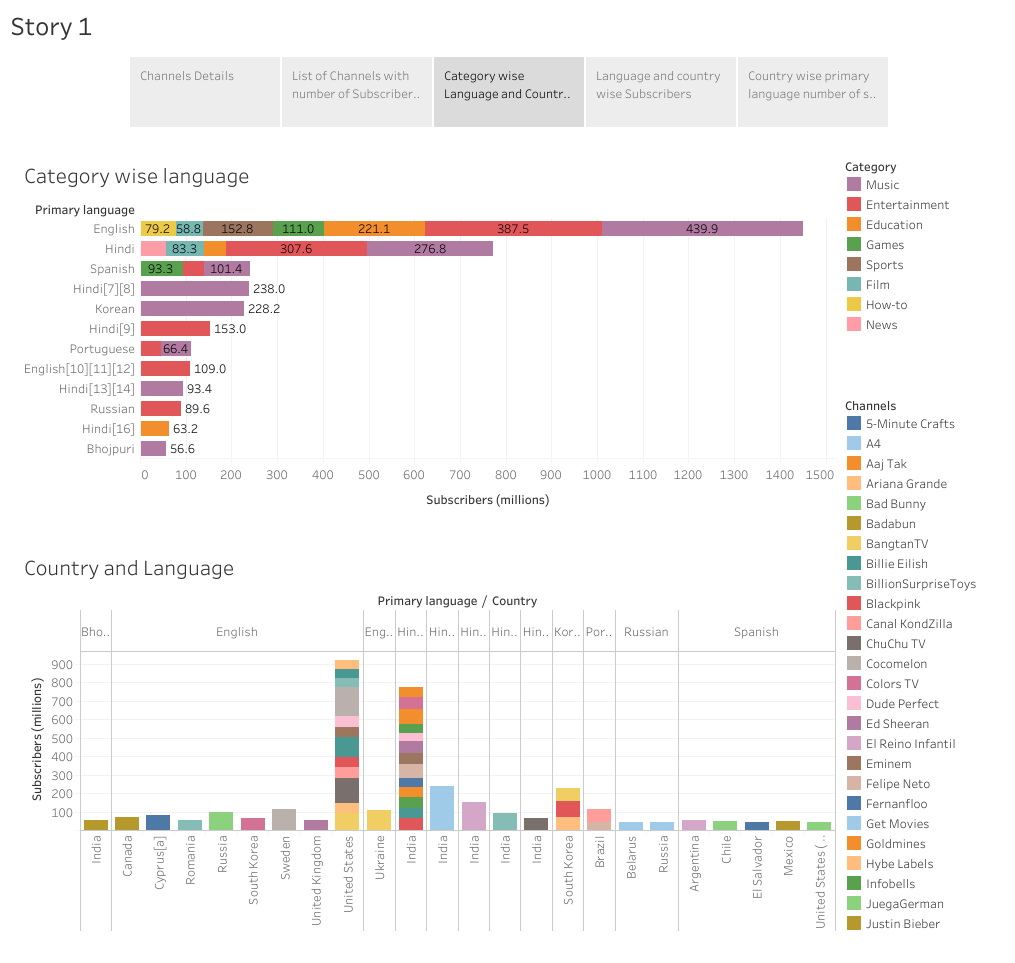 Story 1
Channels Details
List of Channels with
number of Subscriber..
Category wise
Language and Countr..
Language and country
wise Subscribers
Country wise primary
language number of s..
Category wise language
Primary language
English
79.2 58.8 152.8 111.0 221.1 387.5 439.9
Hindi
83.3 307.6 276.8
Spanish
93.3 101.4
Hindi[7][8]
238.0
Korean
228.2
Hindi[9]
153.0
Portuguese
66.4
English[10][11][12]
109.0
Hindi[13][14]
93.4
Russian
89.6
Hindi[16]
63.2
Bhojpuri
56.6
0 100 200 300 400 500 600 700 800 900 1000 1100 1200 1300 1400 1500
Subscribers (millions)
Category
Music
Entertainment
Education
Games
Sports
Film
How-to
News
Channels
5-Minute Crafts
A4
Aaj Tak
Ariana Grande
Bad Bunny
Badabun
BangtanTV
Billie Eilish
BillionSurpriseToys
Blackpink
Canal KondZilla
ChuChu TV
Cocomelon
Colors TV
Dude Perfect
Ed Sheeran
El Reino Infantil
Eminem
Felipe Neto
Fernanfloo
Get Movies
Goldmines
Hybe Labels
Infobells
JuegaGerman
Justin Bieber
Country and Language
Primary language / Country
Bho.. English Eng.. Hin.. Hin.. Hin.. Hin.. Hin.. Kor.. Por.. Russian Spanish
Subscribers (millions)
900
800
700
600
500
400
300
200
100
India
Canada
Cyprus[a]
Romania
Russia
South Korea
Sweden
United Kingdom
United States
Ukraine
India
India
India
India
India
South Korea
Brazil
Belarus
Russia
Argentina
Chile
El Salvador
Mexico
United States (..